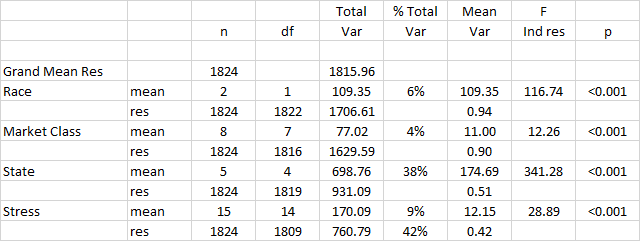 Total % Total Mean F
n df Var Var Var Ind res p
Grand Mean Res 1824 1815.96
Race mean 2 1 109.35 6% 109.35 116.74 <0.001
res 1824 1822 1706.61 0.94
Market Class mean 8 7 77.02 4% 11.00 12.26 <0.001
res 1824 1816 1629.59 0.90
State mean 5 4 698.76 38% 174.69 341.28 <0.001
res 1824 1819 931.09 0.51
Stress mean 15 14 170.09 9% 12.15 28.89 <0.001
res 1824 1809 760.79 42% 0.42